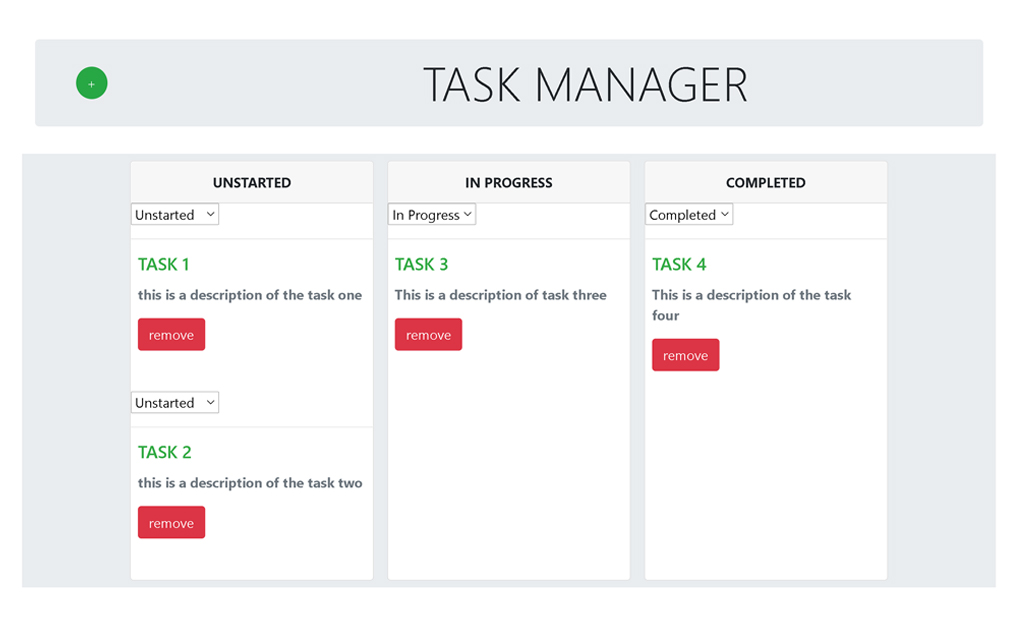 +
TASK MANAGER
UNSTARTED
Unstarted
TASK 1
this is a description of the task one
remove
Unstarted
TASK 2
this is a description of the task two
remove
IN PROGRESS
In Progress
TASK 3
This is a description of task three
remove
COMPLETED
Completed
TASK 4
This is a description of the task
four
remove